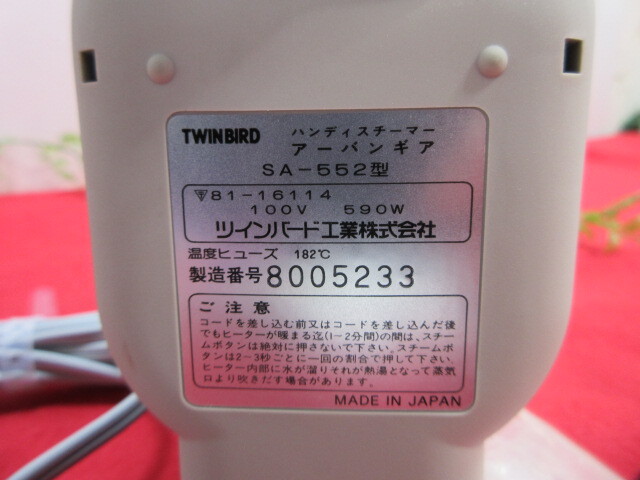 TWINBIRD ハンディスチーマー
アーバンギア
SA-552型
81-16114
100V 590W
ツインバード工業株式会社
温度ヒューズ 182℃
製造番号8005233
ご注意
コードを差し込む前又はコードを差し込んだ後
でもヒーターが暖まる迄(1-2分間)の間は、スチー
ムボタンは絶対に押さないで下さい。スチームボ
タンは2-3秒ごとに一回の割合で押して下さい。
ヒーター内部に水が溜りそれが熱湯となって蒸気
口より吹きだす場合があります。
MADE IN JAPAN